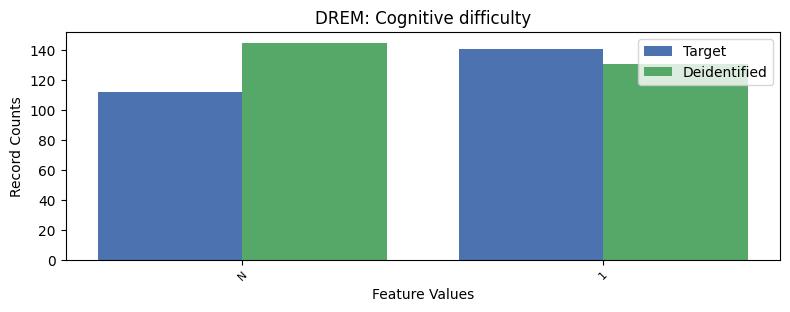 DREM: Cognitive difficulty
Target
Deidentified
Record Counts
140
120
100
80
60
40
20
0
N
1
Feature Values